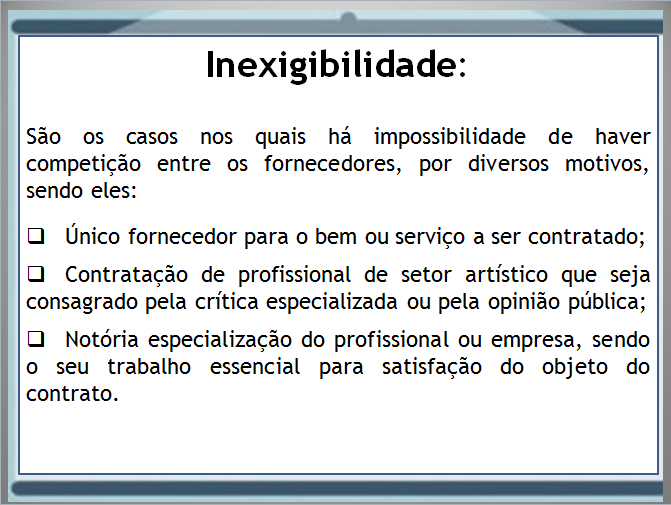 Inexigibilidade:
São os casos nos quais há impossibilidade de haver
competição entre os fornecedores, por diversos motivos,
sendo eles:
❑ Único fornecedor para o bem ou serviço a ser contratado;
❑ Contratação de profissional de setor artístico que seja
consagrado pela crítica especializada ou pela opinião pública;
❑ Notória especialização do profissional ou empresa, sendo
o seu trabalho essencial para satisfação do objeto do
contrato.